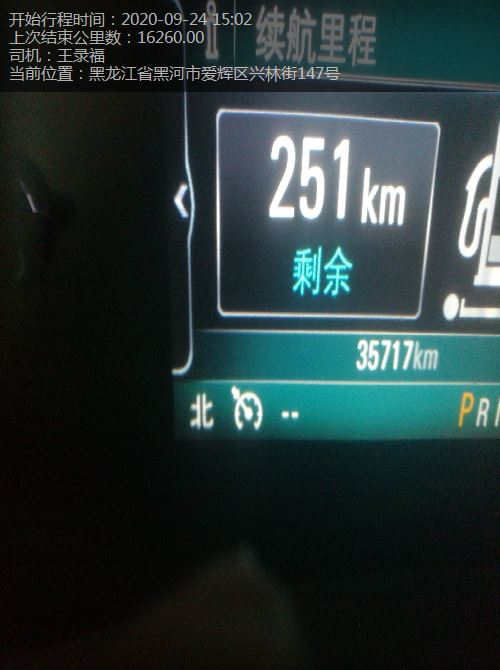 开始行程时间：2020-09-24 15:02
上次结束公里数：16260.00
司机：王录福
当前位置：黑龙江省黑河市爱辉区兴林街147号
续航里程
251 km
剩余
35717km
北 --
PR